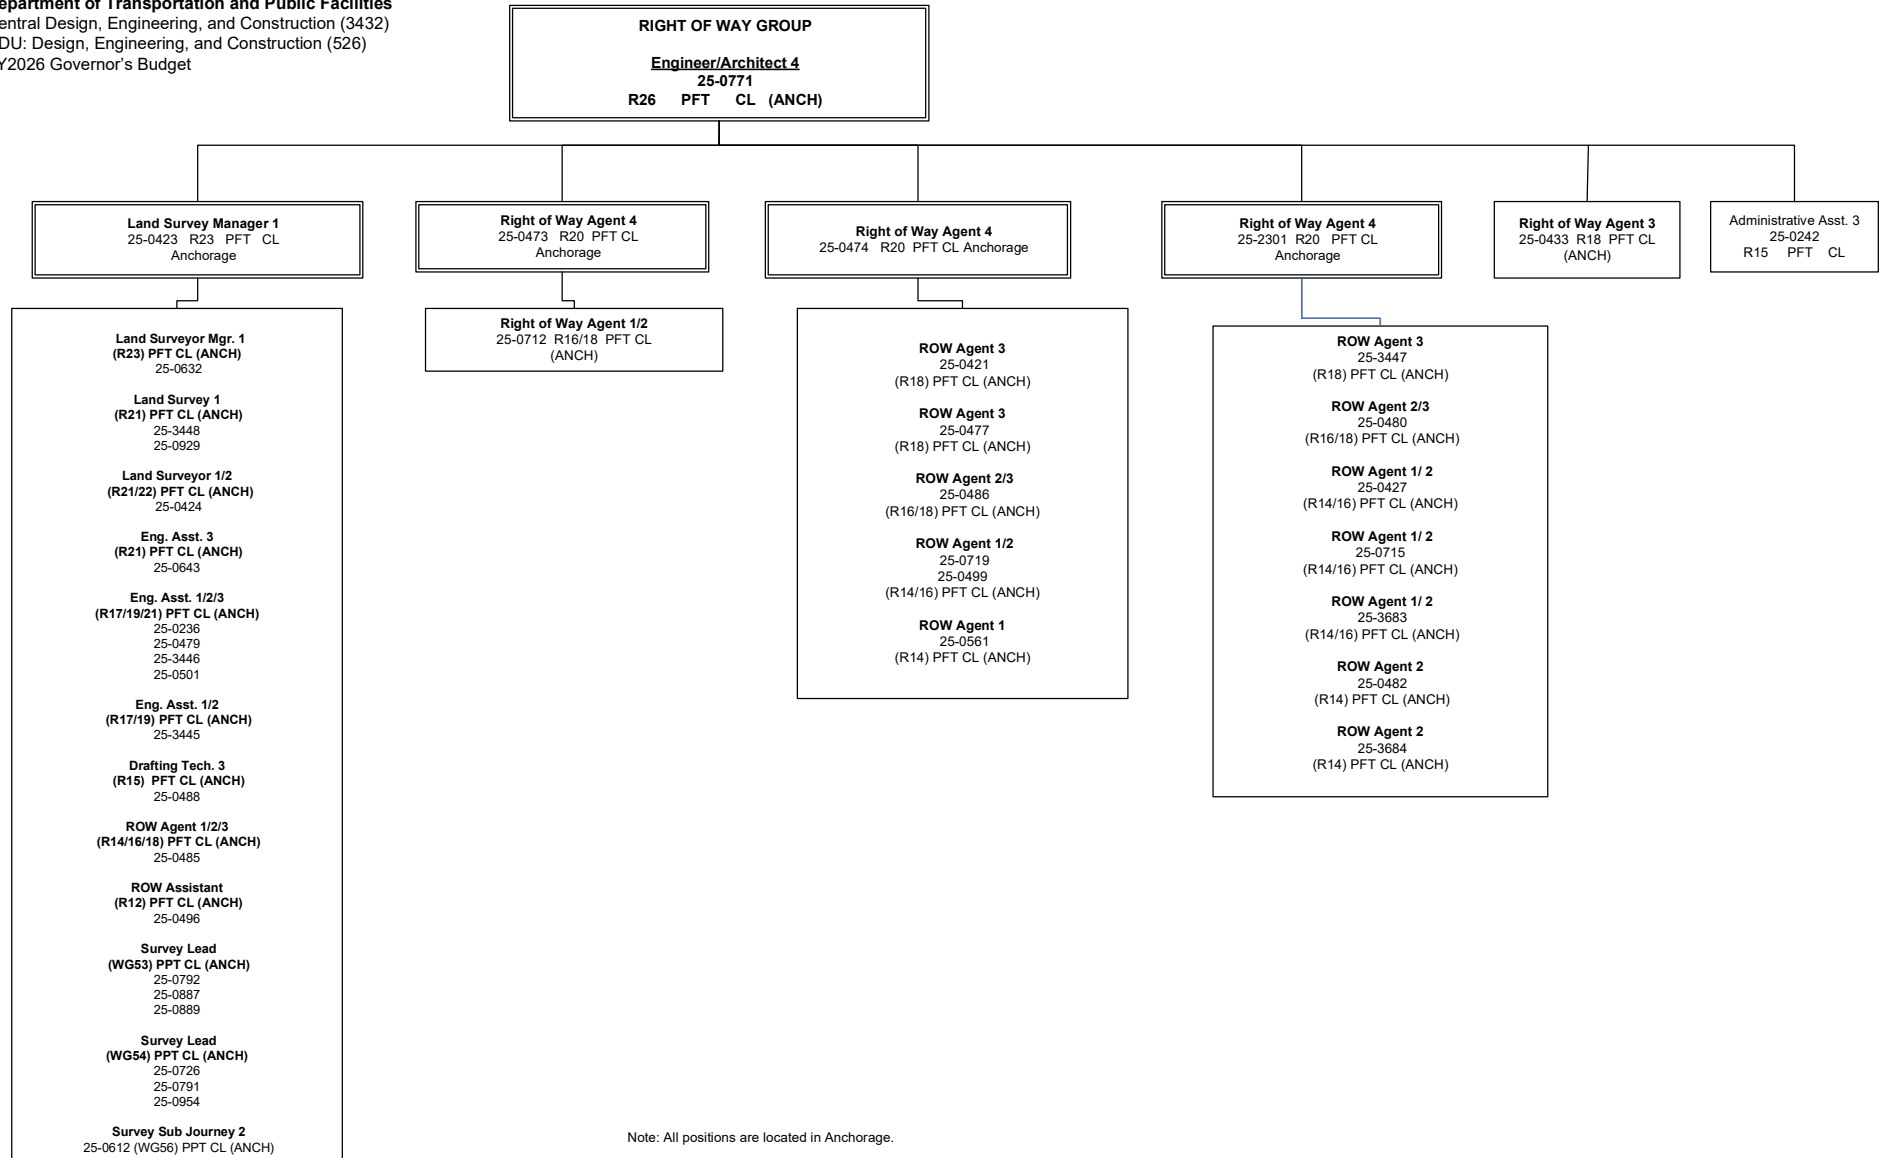 epartment of Transportation and Public Facilities
entral Design, Engineering, and Construction (3432)
DU: Design, Engineering, and Construction (526)
Y2026 Governor's Budget
RIGHT OF WAY GROUP
Engineer/Architect 4
25-0771
R26 PFT CL (ANCH)
Land Survey Manager 1
25-0423 R23 PFT CL
Anchorage
Right of Way Agent 4
25-0473 R20 PFT CL
Anchorage
Right of Way Agent 4
25-0474 R20 PFT CL Anchorage
Right of Way Agent 4
25-2301 R20 PFT CL
Anchorage
Right of Way Agent 3
25-0433 R18 PFT CL
(ANCH)
Administrative Asst. 3
25-0242
R15 PFT CL
Land Surveyor Mgr. 1
(R23) PFT CL (ANCH)
25-0632
Land Survey 1
(R21) PFT CL (ANCH)
25-3448
25-0929
Land Surveyor 1/2
(R21/22) PFT CL (ANCH)
25-0424
Eng. Asst. 3
(R21) PFT CL (ANCH)
25-0643
Eng. Asst. 1/2/3
(R17/19/21) PFT CL (ANCH)
25-0236
25-0479
25-3446
25-0501
Eng. Asst. 1/2
(R17/19) PFT CL (ANCH)
25-3445
Drafting Tech. 3
(R15) PFT CL (ANCH)
25-0488
ROW Agent 1/2/3
(R14/16/18) PFT CL (ANCH)
25-0485
ROW Assistant
(R12) PFT CL (ANCH)
25-0496
Survey Lead
(WG53) PPT CL (ANCH)
25-0792
25-0887
25-0889
Survey Lead
(WG54) PPT CL (ANCH)
25-0726
25-0791
25-0954
Survey Sub Journey 2
25-0612 (WG56) PPT CL (ANCH)
Right of Way Agent 1/2
25-0712 R16/18 PFT CL
(ANCH)
ROW Agent 3
25-0421
(R18) PFT CL (ANCH)
ROW Agent 3
25-0477
(R18) PFT CL (ANCH)
ROW Agent 2/3
25-0486
(R16/18) PFT CL (ANCH)
ROW Agent 1/2
25-0719
25-0499
(R14/16) PFT CL (ANCH)
ROW Agent 1
25-0561
(R14) PFT CL (ANCH)
ROW Agent 3
25-3447
(R18) PFT CL (ANCH)
ROW Agent 2/3
25-0480
(R16/18) PFT CL (ANCH)
ROW Agent 1/ 2
25-0427
(R14/16) PFT CL (ANCH)
ROW Agent 1/ 2
25-0715
(R14/16) PFT CL (ANCH)
ROW Agent 1/ 2
25-3683
(R14/16) PFT CL (ANCH)
ROW Agent 2
25-0482
(R14) PFT CL (ANCH)
ROW Agent 2
25-3684
(R14) PFT CL (ANCH)
Note: All positions are located in Anchorage.